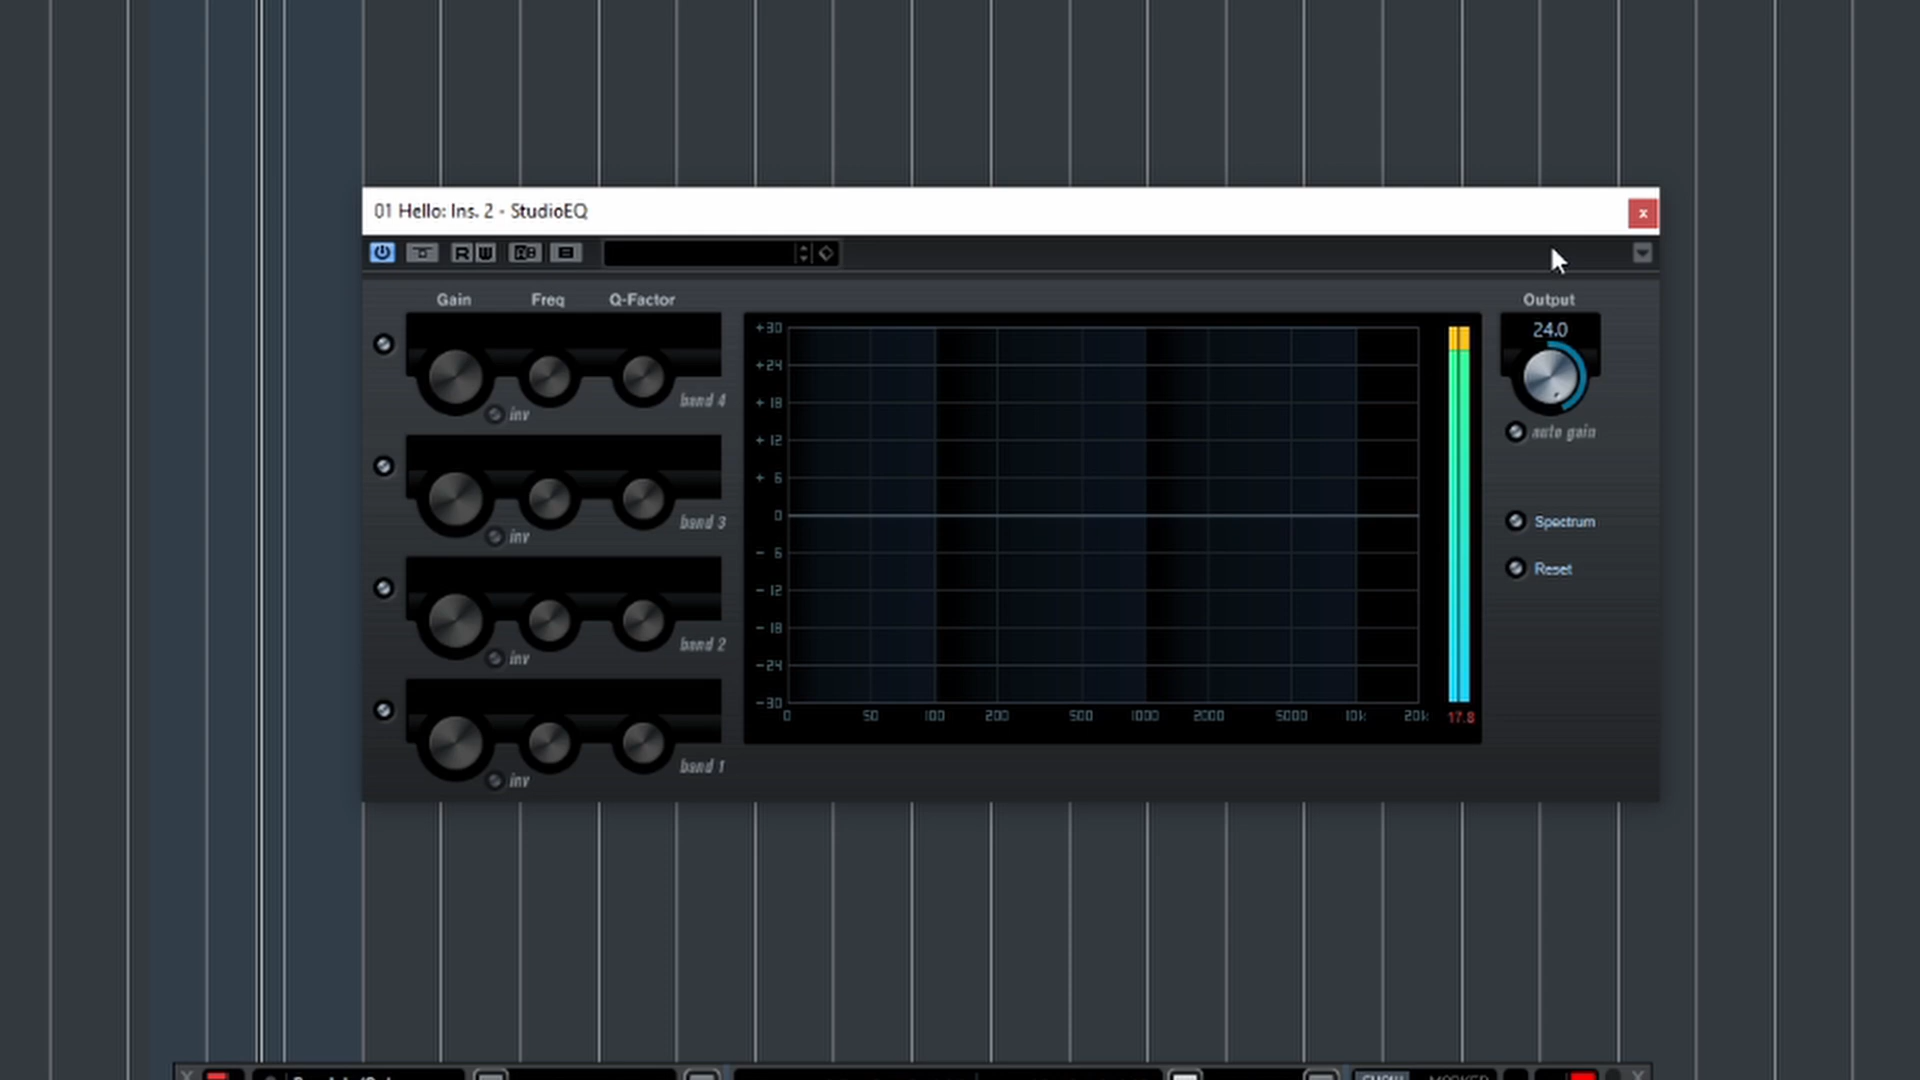 01 Hello: Ins. 2 - StudioEQ
R W
Gain Freq Q-Factor
inv band 4
inv band 3
inv band 2
inv band 1
+30
+24
+18
+12
+ 6
0
- 6
-12
-18
-24
-30
0 50 100 200 500 1000 2000 5000 10k 20k 17.8
Output
24.0
auto gain
Spectrum
Reset